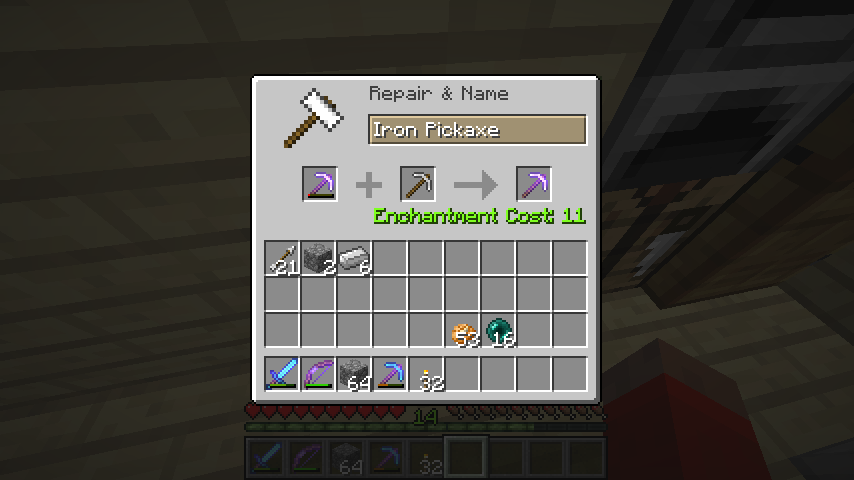 Repair & Name
Iron Pickaxe
Enchantment Cost: 11
21 2 6
53 16
64 32
14
64 32